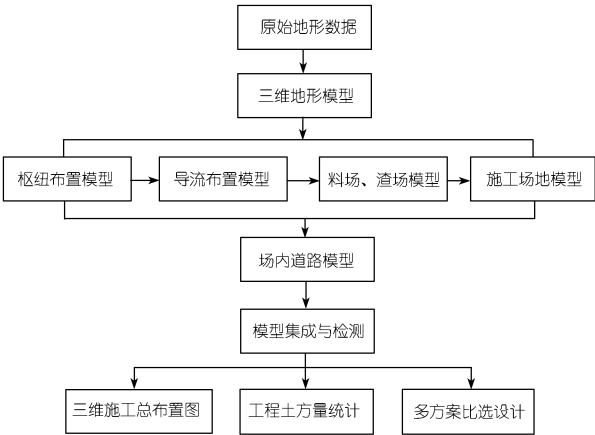 原始地形数据
三维地形模型
枢纽布置模型
导流布置模型
料场、渣场模型
施工场地模型
场内道路模型
模型集成与检测
三维施工总布置图
工程土方量统计
多方案比选设计